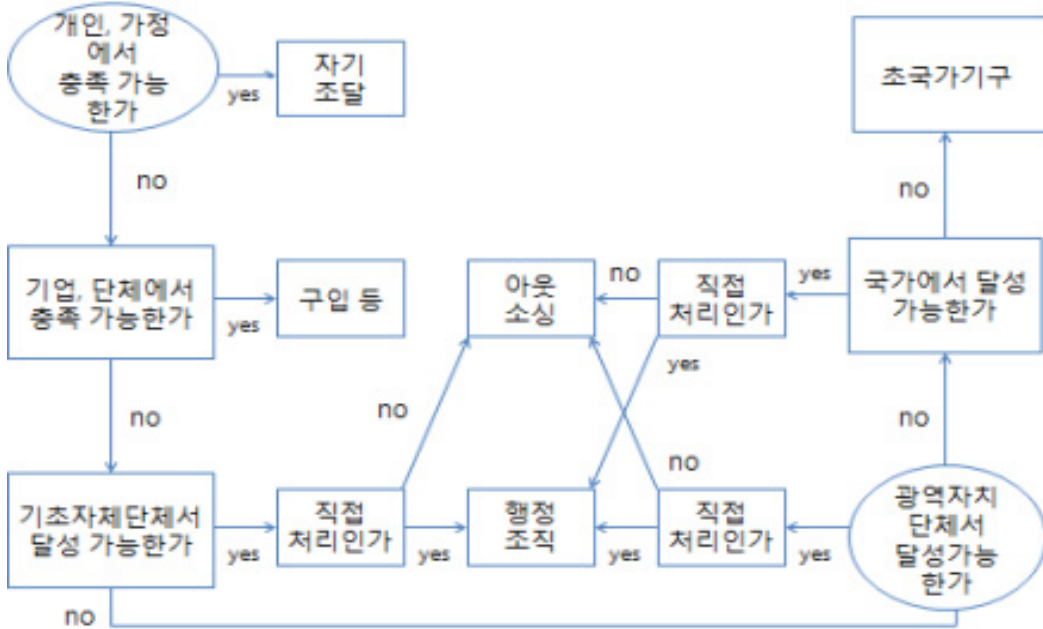 개인, 가정
에서
충족 가능
한가
yes
자기
조달
초국가기구
no
no
기업, 단체에서
충족 가능한가
yes
구입 등
아웃
소싱
no
직접
처리인가
yes
국가에서 달성
가능한가
yes
no
no
no
no
기초자체단체서
달성 가능한가
yes
직접
처리인가
yes
행정
조직
yes
직접
처리인가
yes
광역자치
단체서
달성가능
한가
no